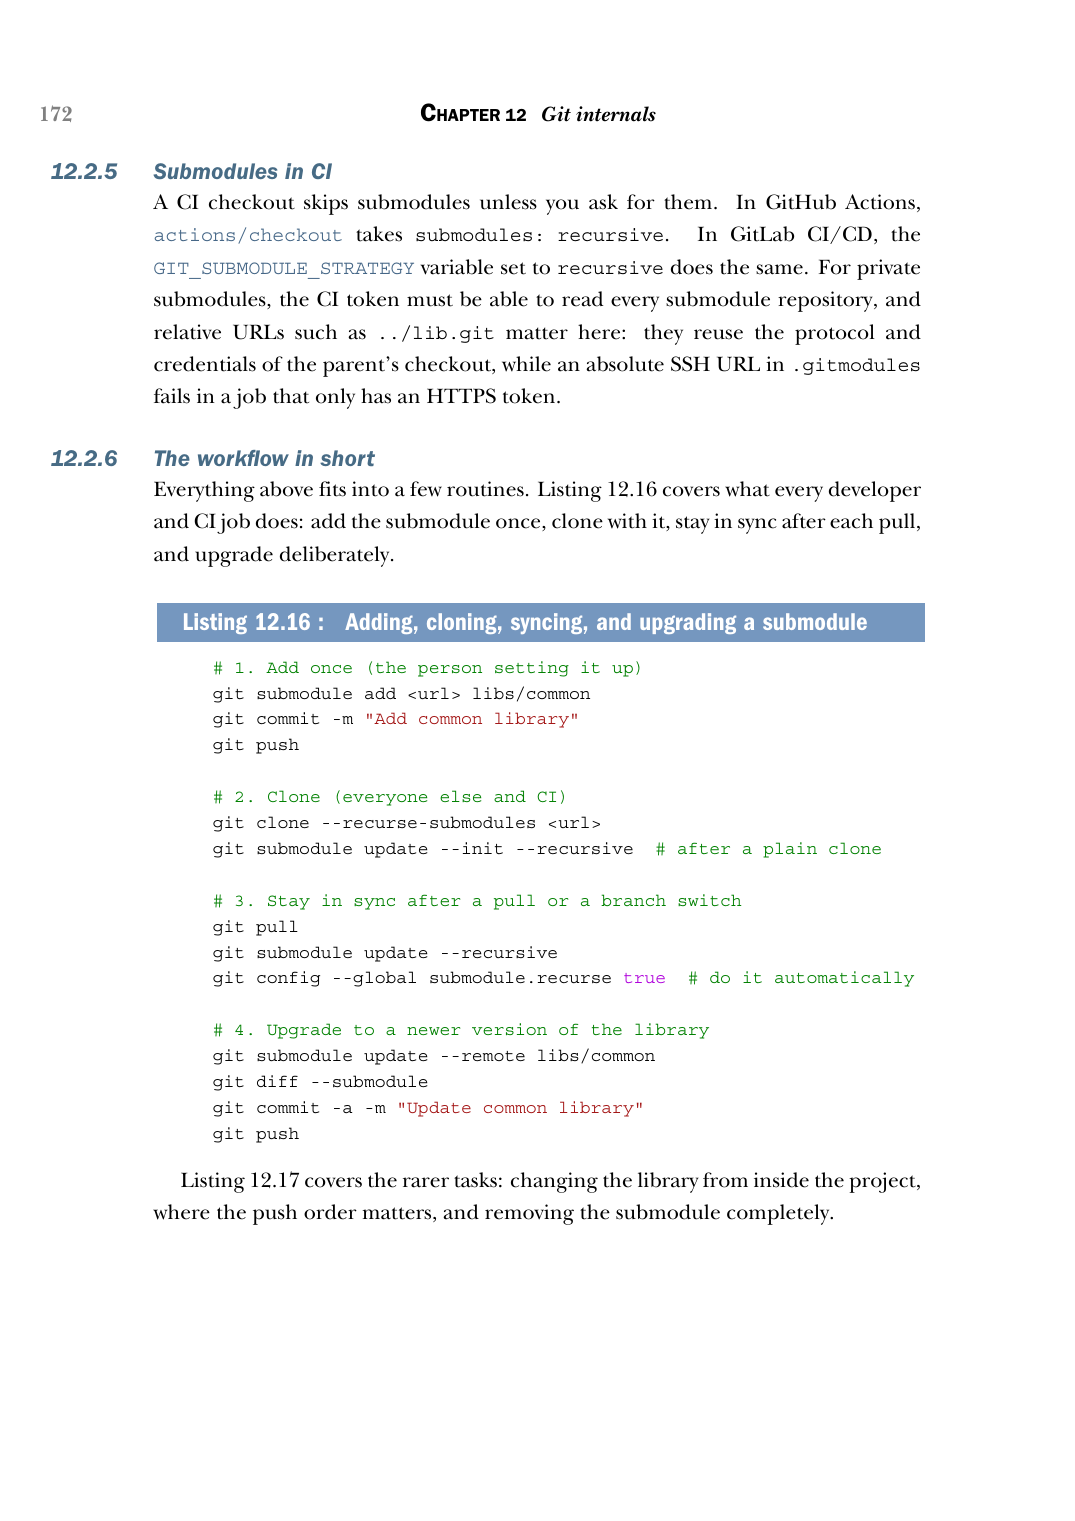 172
CHAPTER 12 Git internals
12.2.5 Submodules in CI
A CI checkout skips submodules unless you ask for them. In GitHub Actions,
actions/checkout takes submodules: recursive. In GitLab CI/CD, the
GIT_SUBMODULE_STRATEGY variable set to recursive does the same. For private
submodules, the CI token must be able to read every submodule repository, and
relative URLs such as ../lib.git matter here: they reuse the protocol and
credentials of the parent's checkout, while an absolute SSH URL in .gitmodules
fails in a job that only has an HTTPS token.
12.2.6 The workflow in short
Everything above fits into a few routines. Listing 12.16 covers what every developer
and CI job does: add the submodule once, clone with it, stay in sync after each pull,
and upgrade deliberately.
Listing 12.16 : Adding, cloning, syncing, and upgrading a submodule
# 1. Add once (the person setting it up)
git submodule add <url> libs/common
git commit -m "Add common library"
git push
# 2. Clone (everyone else and CI)
git clone --recurse-submodules <url>
git submodule update --init --recursive # after a plain clone
# 3. Stay in sync after a pull or a branch switch
git pull
git submodule update --recursive
git config --global submodule.recurse true # do it automatically
# 4. Upgrade to a newer version of the library
git submodule update --remote libs/common
git diff --submodule
git commit -a -m "Update common library"
git push
Listing 12.17 covers the rarer tasks: changing the library from inside the project,
where the push order matters, and removing the submodule completely.